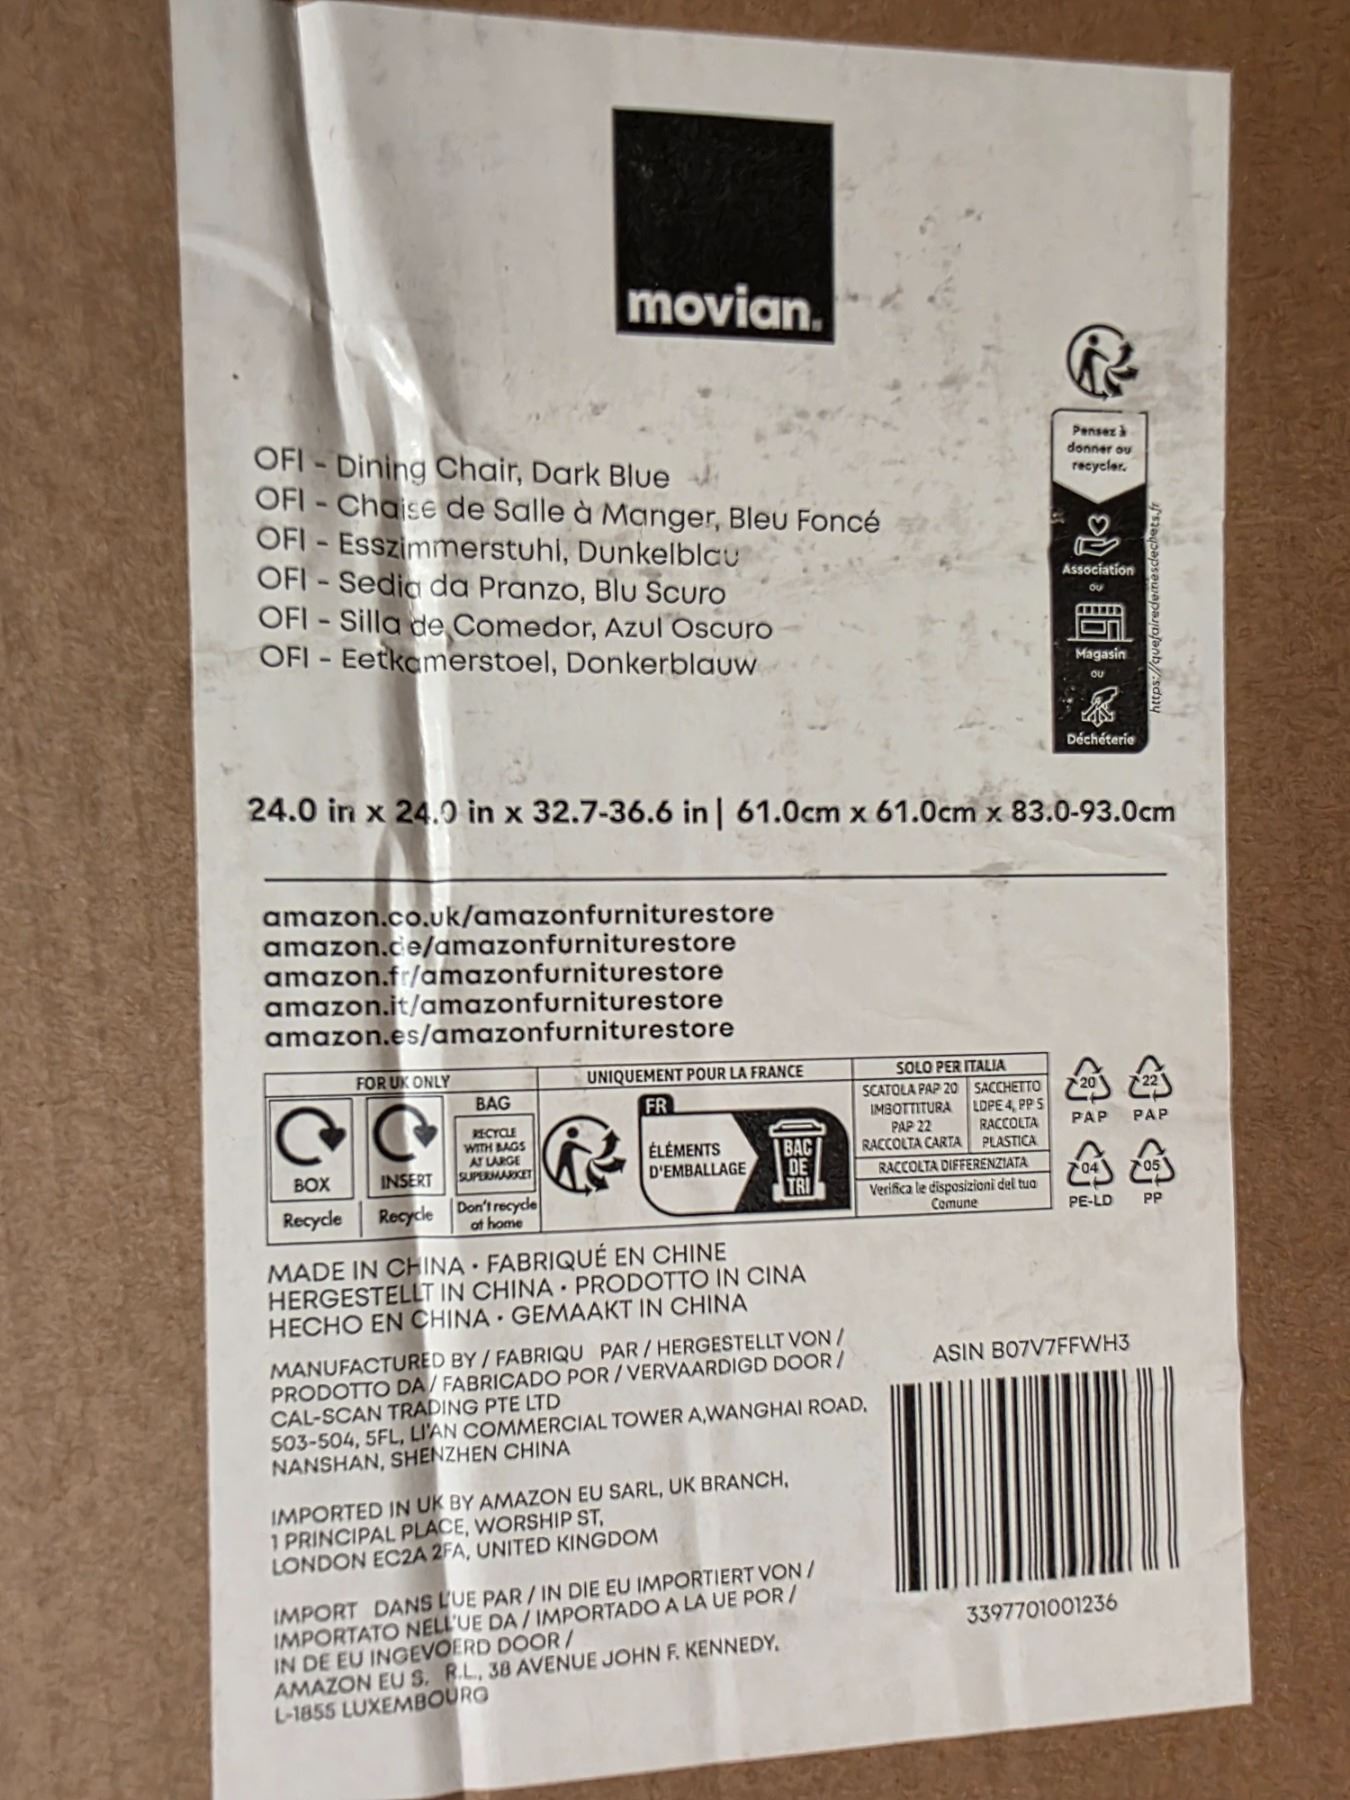 movian.
OFI - Dining Chair, Dark Blue
OFI - Chaise de Salle à Manger, Bleu Foncé
OFI - Esszimmerstuhl, Dunkelblau
OFI - Sedia da Pranzo, Blu Scuro
OFI - Silla de Comedor, Azul Oscuro
OFI - Eetkamerstoel, Donkerblauw
Pensez à
donner ou
recycler.
Association
ou
Magasin
ou
Déchèterie
https://quefairedemesdechets.fr
24.0 in x 24.0 in x 32.7-36.6 in | 61.0cm x 61.0cm x 83.0-93.0cm
amazon.co.uk/amazonfurniturestore
amazon.de/amazonfurniturestore
amazon.fr/amazonfurniturestore
amazon.it/amazonfurniturestore
amazon.es/amazonfurniturestore
FOR UK ONLY
BOX
Recycle
INSERT
Recycle
BAG
RECYCLE
WITH BAGS
AT LARGE
SUPERMARKET
Don't recycle
at home
UNIQUEMENT POUR LA FRANCE
FR
ÉLÉMENTS
D'EMBALLAGE
BAC
DE
TRI
SOLO PER ITALIA
SCATOLA PAP 20
IMBOTTITURA
PAP 22
RACCOLTA CARTA
SACCHETTO
LDPE 4, PP 5
RACCOLTA
PLASTICA
RACCOLTA DIFFERENZIATA
Verifica le disposizioni del tuo
Comune
20
PAP
22
PAP
04
PE-LD
05
PP
MADE IN CHINA • FABRIQUÉ EN CHINE
HERGESTELLT IN CHINA • PRODOTTO IN CINA
HECHO EN CHINA • GEMAAKT IN CHINA
MANUFACTURED BY / FABRIQU PAR / HERGESTELLT VON /
PRODOTTO DA / FABRICADO POR / VERVAARDIGD DOOR /
CAL-SCAN TRADING PTE LTD
503-504, 5FL, LI'AN COMMERCIAL TOWER A,WANGHAI ROAD,
NANSHAN, SHENZHEN CHINA
IMPORTED IN UK BY AMAZON EU SARL, UK BRANCH,
1 PRINCIPAL PLACE, WORSHIP ST,
LONDON EC2A 2FA, UNITED KINGDOM
IMPORT DANS L'UE PAR / IN DIE EU IMPORTIERT VON /
IMPORTATO NELL'UE DA / IMPORTADO A LA UE POR /
IN DE EU INGEVOERD DOOR /
AMAZON EU S. R.L., 38 AVENUE JOHN F. KENNEDY,
L-1855 LUXEMBOURG
ASIN B07V7FFWH3
3397701001236